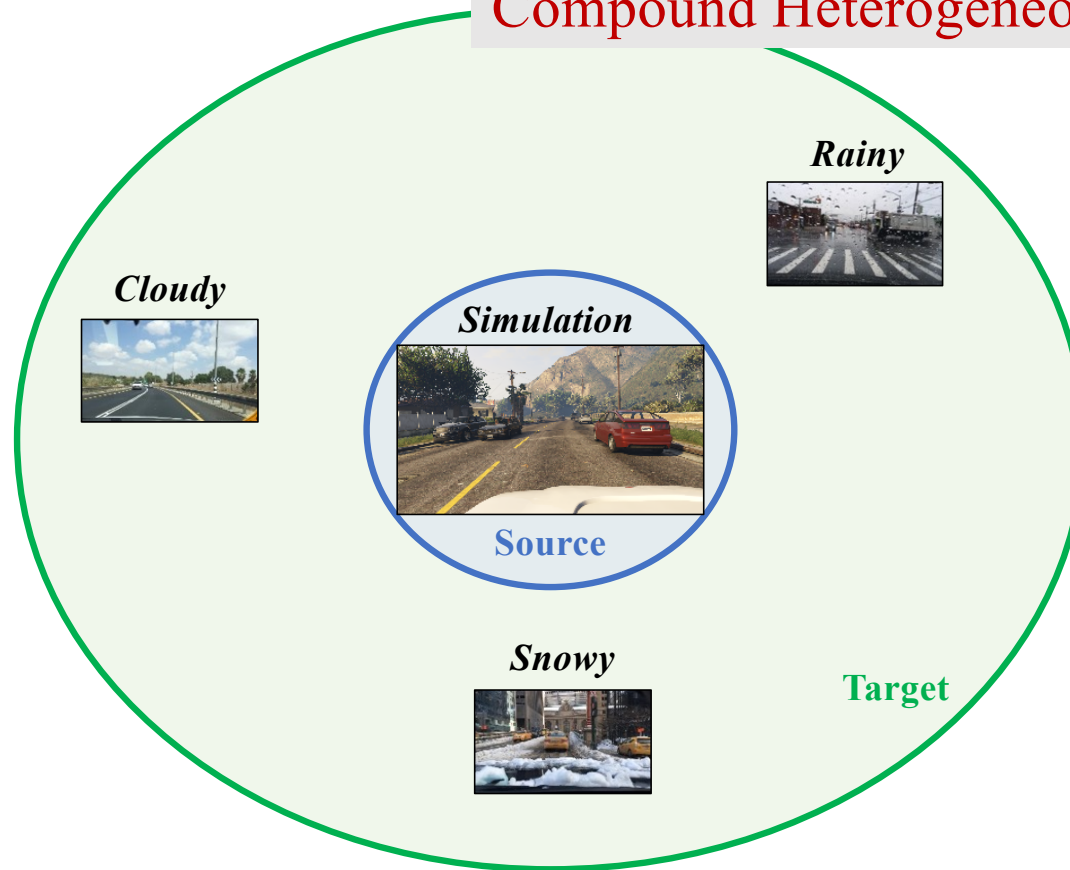 Compound Heterogeneo
Rainy
Cloudy
Simulation
Source
Snowy
Target